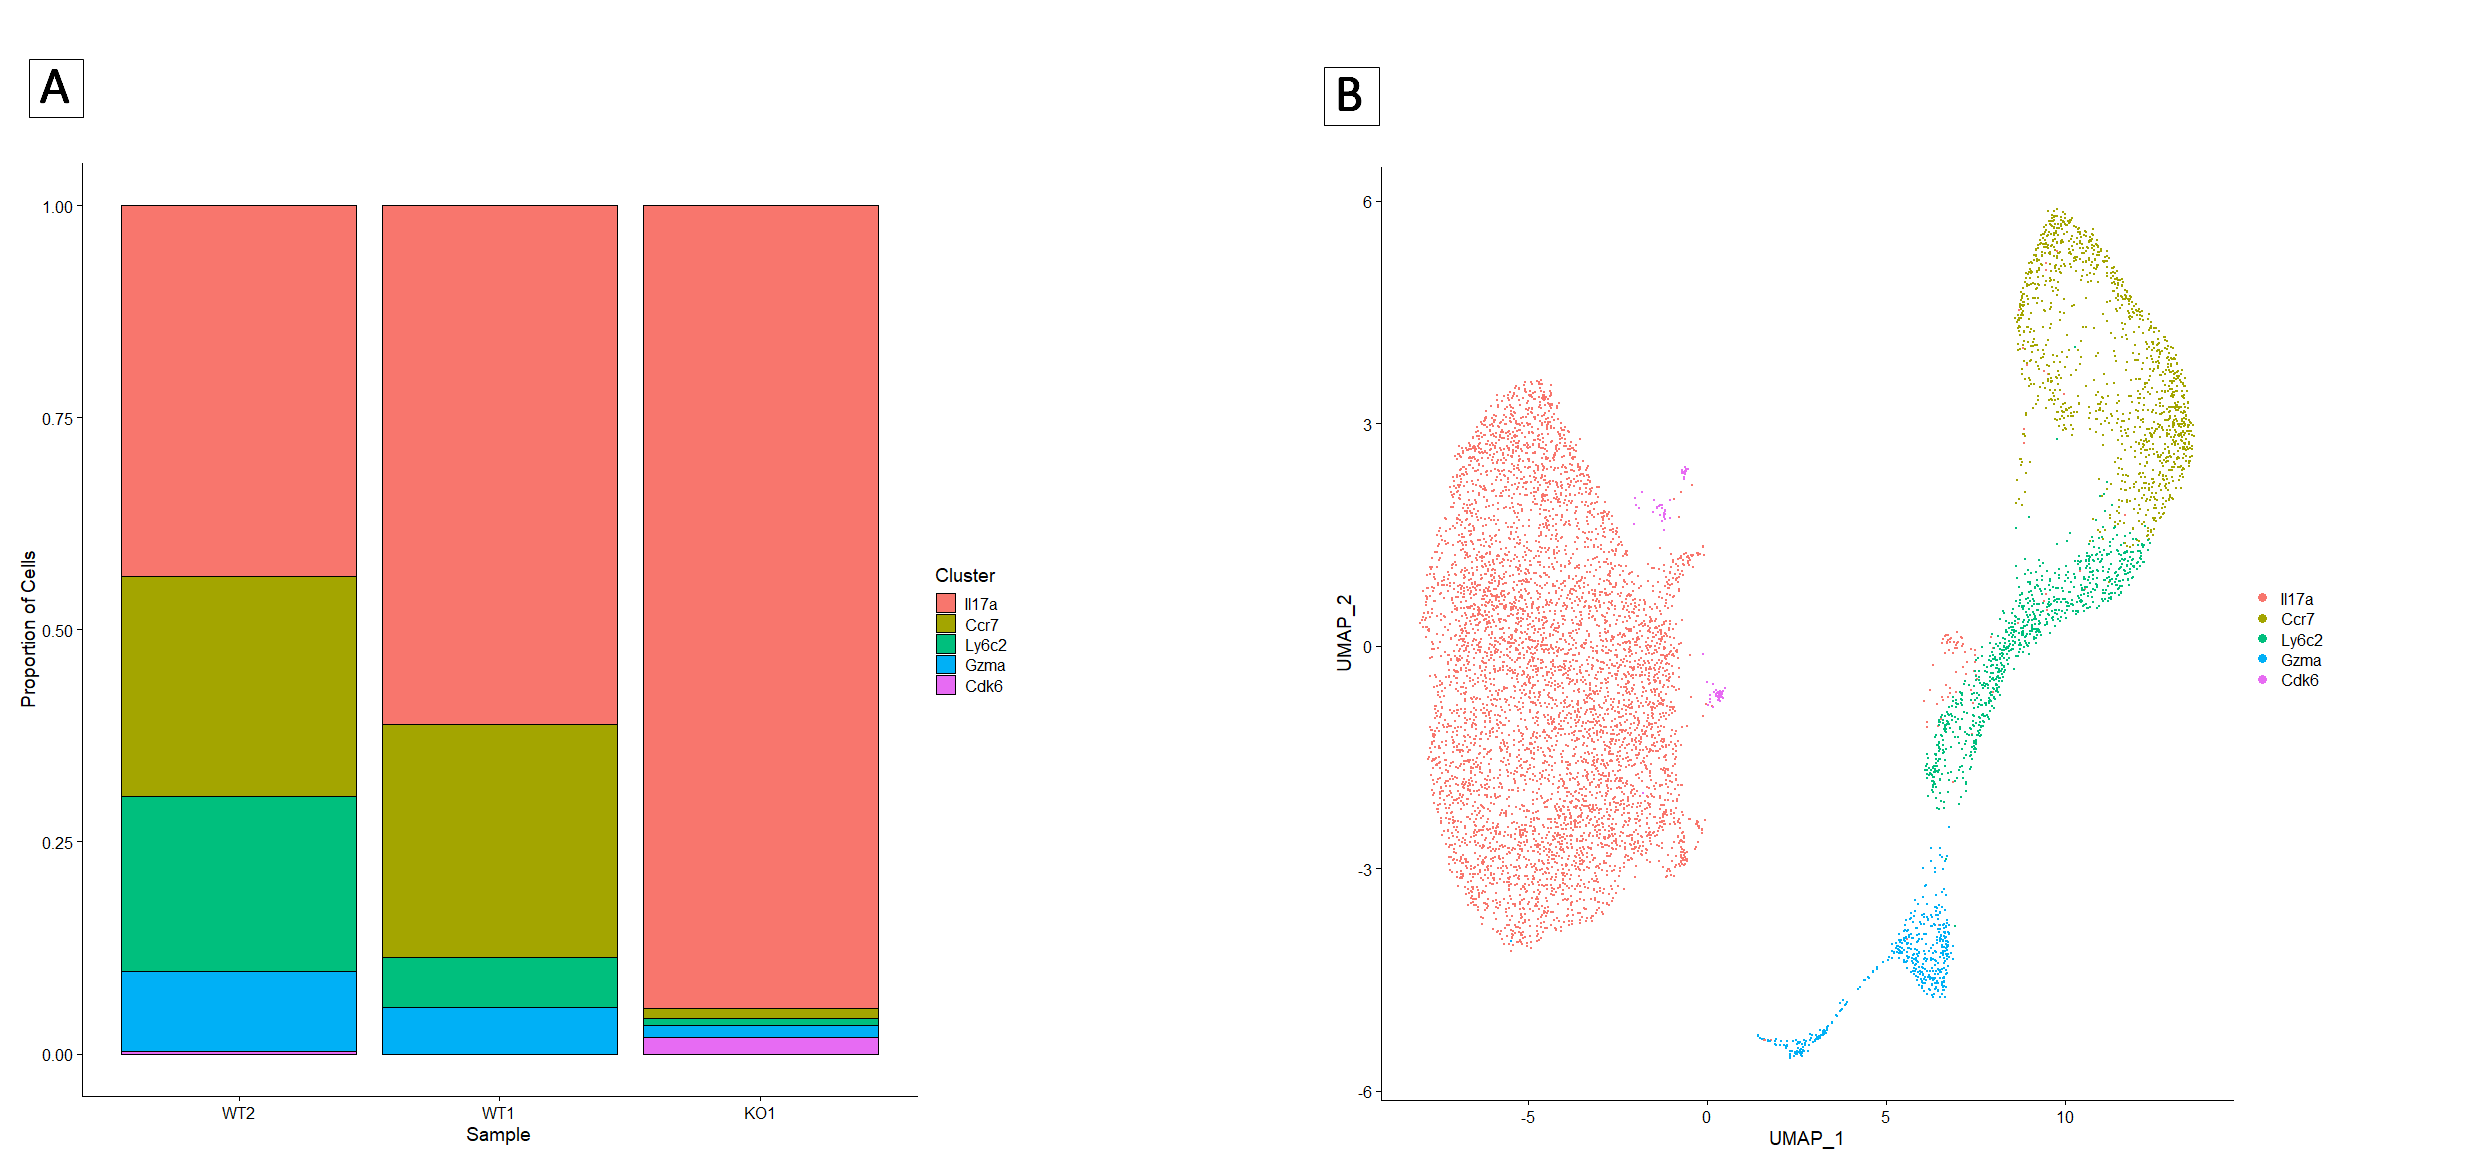 A
1.00
0.75
0.50
0.25
0.00
Proportion of Cells
WT2
WT1
KO1
Sample
Cluster
Il17a
Ccr7
Ly6c2
Gzma
Cdk6
B
6
3
0
-3
-6
UMAP_2
-5
0
5
10
UMAP_1
Il17a
Ccr7
Ly6c2
Gzma
Cdk6